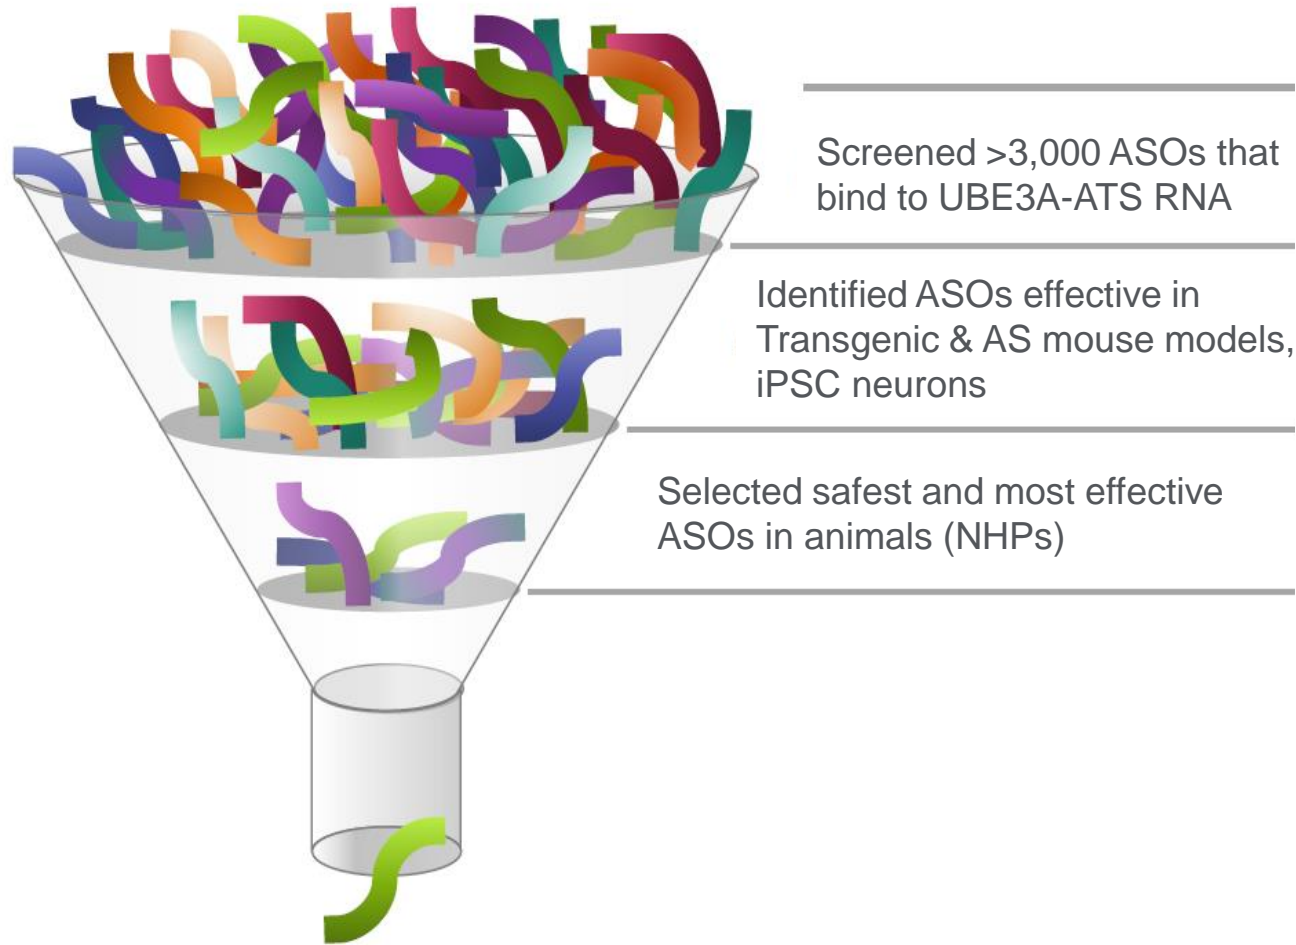 Screened >3,000 ASOs that
bind to UBE3A-ATS RNA
Identified ASOs effective in
Transgenic & AS mouse models,
iPSC neurons
Selected safest and most effective
ASOs in animals (NHPs)